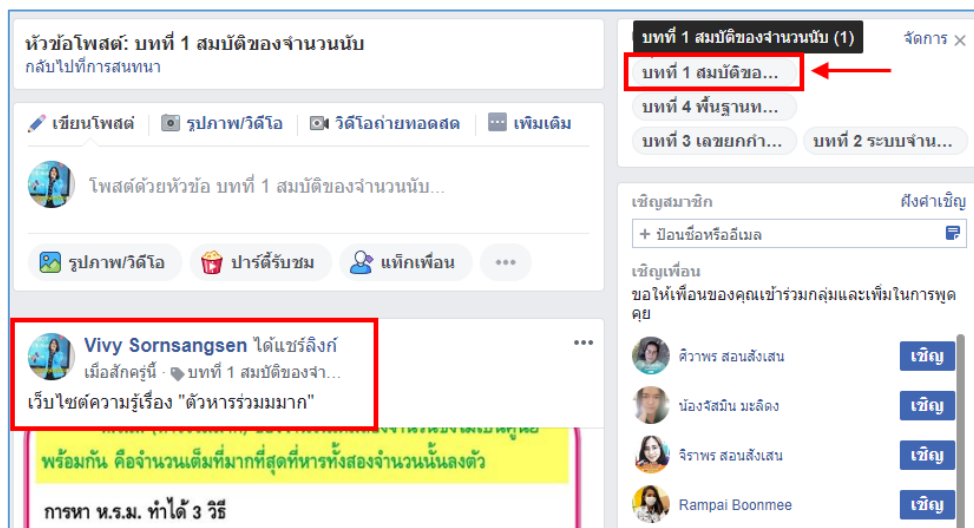 หัวข้อโพสต์: บทที่ 1 สมบัติของจำนวนนับ
กลับไปที่การสนทนา
เขียนโพสต์
รูปภาพ/วิดีโอ
วิดีโอถ่ายทอดสด
เพิ่มเติม
โพสต์ด้วยหัวข้อ บทที่ 1 สมบัติของจำนวนนับ...
รูปภาพ/วิดีโอ
ปาร์ตี้รับชม
แท็กเพื่อน
Vivy Sornsangsen ได้แชร์ลิงก์
เมื่อสักครู่นี้ · บทที่ 1 สมบัติของจำ...
เว็บไซต์ความรู้เรื่อง "ตัวหารร่วมมมาก"
พร้อมกัน คือจำนวนเต็มที่มากที่สุดที่หารทั้งสองจำนวนนั้นลงตัว
การหา ห.ร.ม. ทำได้ 3 วิธี
บทที่ 1 สมบัติของจำนวนนับ (1)
จัดการ
บทที่ 1 สมบัติขอ...
บทที่ 4 พื้นฐานท...
บทที่ 3 เลขยกกำ...
บทที่ 2 ระบบจำน...
เชิญสมาชิก
ฝังคำเชิญ
+ ป้อนชื่อหรืออีเมล
เชิญเพื่อน
ขอให้เพื่อนของคุณเข้าร่วมกลุ่มและเพิ่มในการพูด
คุย
ศิวาพร สอนสังเสน
เชิญ
น้องจัสมิน มะลิดง
เชิญ
จิราพร สอนสังเสน
เชิญ
Rampai Boonmee
เชิญ